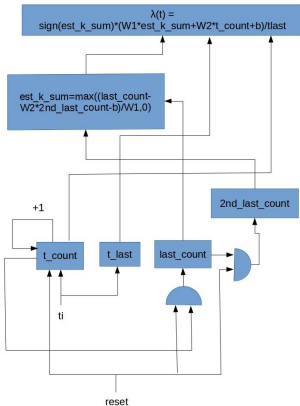 λ(t) =
sign(est_k_sum)*(W1*est_k_sum+W2*t_count+b)/tlast
est_k_sum=max((last_count-
W2*2nd_last_count-b)/W1,0)
2nd_last_count
+1
t_count
t_last
last_count
ti
reset